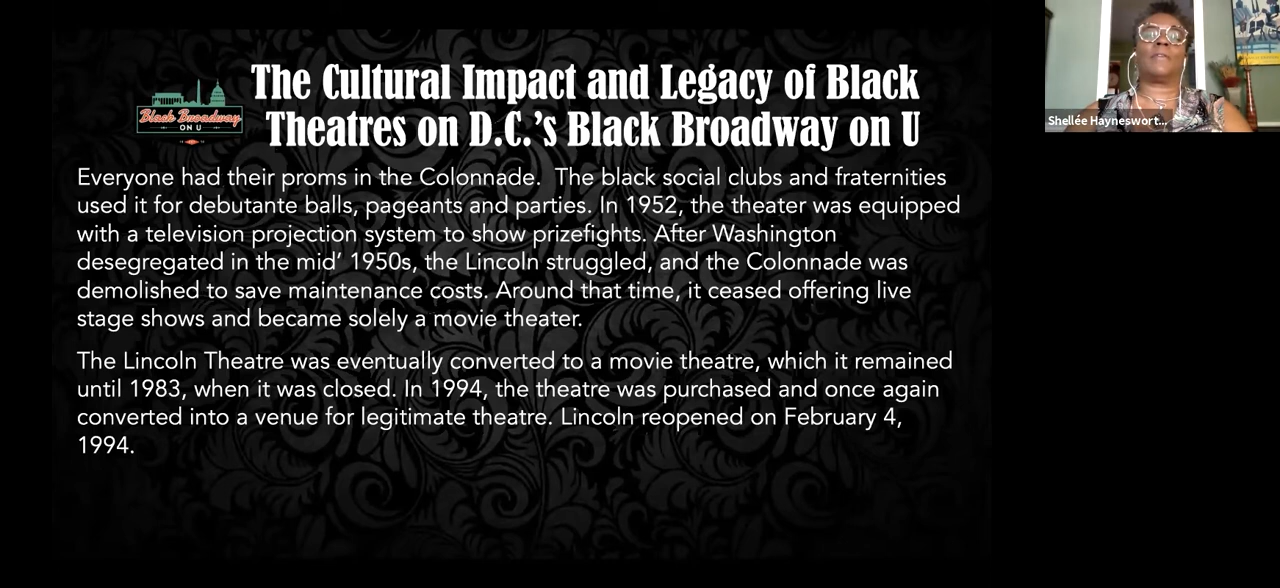 The Cultural Impact and Legacy of Black
Theatres on D.C.’s Black Broadway on U
Black Broadway
ON U
Everyone had their proms in the Colonnade.  The black social clubs and fraternities
used it for debutante balls, pageants and parties. In 1952, the theater was equipped
with a television projection system to show prizefights. After Washington
desegregated in the mid’ 1950s, the Lincoln struggled, and the Colonnade was
demolished to save maintenance costs. Around that time, it ceased offering live
stage shows and became solely a movie theater.
The Lincoln Theatre was eventually converted to a movie theatre, which it remained
until 1983, when it was closed. In 1994, the theatre was purchased and once again
converted into a venue for legitimate theatre. Lincoln reopened on February 4,
1994.
Shellée Hayneswort...